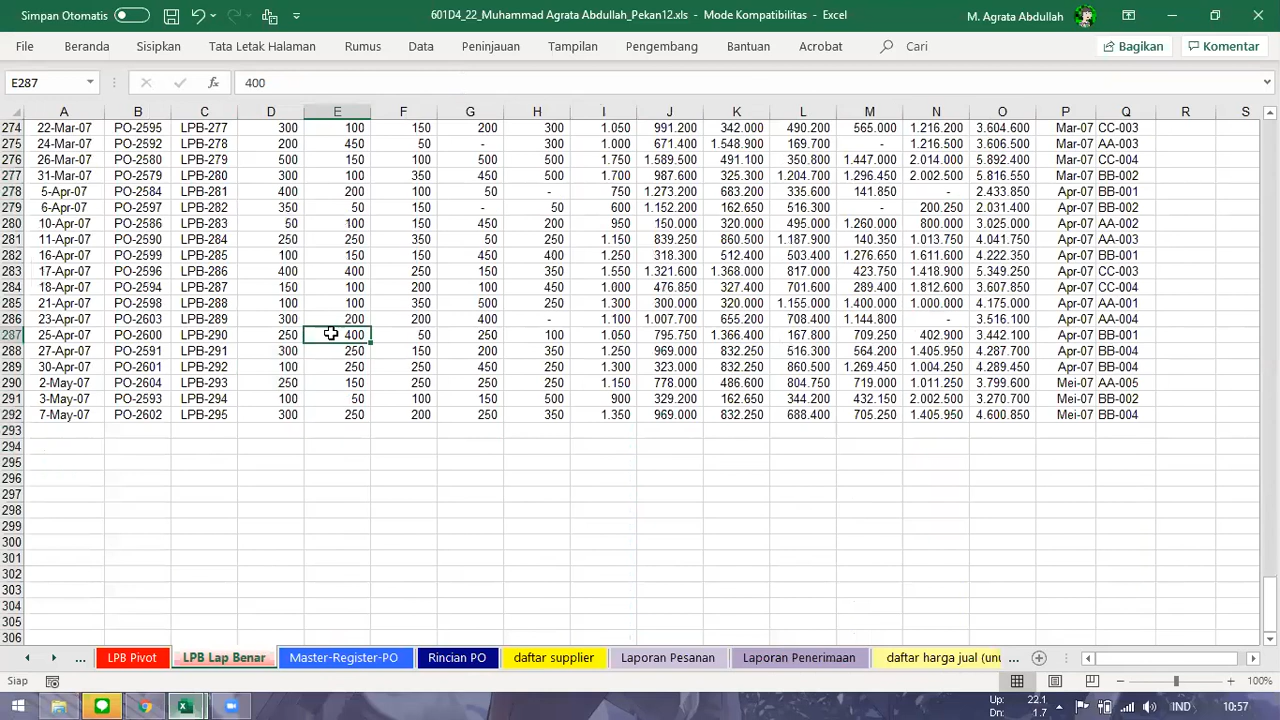 Simpan Otomatis 601D4_22_Muhammad Agrata Abdullah_Pekan12.xls - Mode Kompatibilitas - Excel M. Agrata Abdullah
File Beranda Sisipkan Tata Letak Halaman Rumus Data Peninjauan Tampilan Pengembang Bantuan Acrobat Cari Bagikan Komentar
E287 fx 400
A B C D E F G H I J K L M N O P Q R S
274 22-Mar-07 PO-2595 LPB-277 300 100 150 200 300 1.050 991.200 342.000 490.200 565.000 1.216.200 3.604.600 Mar-07 CC-003
275 24-Mar-07 PO-2592 LPB-278 200 450 50 - 300 1.000 671.400 1.548.900 169.700 - 1.216.500 3.606.500 Mar-07 AA-003
276 26-Mar-07 PO-2580 LPB-279 500 150 100 500 500 1.750 1.589.500 491.100 350.800 1.447.000 2.014.000 5.892.400 Mar-07 CC-004
277 31-Mar-07 PO-2579 LPB-280 300 100 350 450 500 1.700 987.600 325.300 1.204.700 1.296.450 2.002.500 5.816.550 Mar-07 BB-002
278 5-Apr-07 PO-2584 LPB-281 400 200 100 50 - 750 1.273.200 683.200 335.600 141.850 - 2.433.850 Apr-07 BB-001
279 6-Apr-07 PO-2597 LPB-282 350 50 150 - 50 600 1.152.200 162.650 516.300 - 200.250 2.031.400 Apr-07 BB-002
280 10-Apr-07 PO-2586 LPB-283 50 100 150 450 200 950 150.000 320.000 495.000 1.260.000 800.000 3.025.000 Apr-07 AA-002
281 11-Apr-07 PO-2590 LPB-284 250 250 350 50 250 1.150 839.250 860.500 1.187.900 140.350 1.013.750 4.041.750 Apr-07 AA-003
282 16-Apr-07 PO-2599 LPB-285 100 150 150 450 400 1.250 318.300 512.400 503.400 1.276.650 1.611.600 4.222.350 Apr-07 BB-001
283 17-Apr-07 PO-2596 LPB-286 400 400 250 150 350 1.550 1.321.600 1.368.000 817.000 423.750 1.418.900 5.349.250 Apr-07 CC-003
284 18-Apr-07 PO-2594 LPB-287 150 100 200 100 450 1.000 476.850 327.400 701.600 289.400 1.812.600 3.607.850 Apr-07 CC-004
285 21-Apr-07 PO-2598 LPB-288 100 100 350 500 250 1.300 300.000 320.000 1.155.000 1.400.000 1.000.000 4.175.000 Apr-07 AA-001
286 23-Apr-07 PO-2603 LPB-289 300 200 200 400 - 1.100 1.007.700 655.200 708.400 1.144.800 - 3.516.100 Apr-07 AA-004
287 25-Apr-07 PO-2600 LPB-290 250 400 50 250 100 1.050 795.750 1.366.400 167.800 709.250 402.900 3.442.100 Apr-07 BB-001
288 27-Apr-07 PO-2591 LPB-291 300 250 150 200 350 1.250 969.000 832.250 516.300 564.200 1.405.950 4.287.700 Apr-07 BB-004
289 30-Apr-07 PO-2601 LPB-292 100 250 250 450 250 1.300 323.000 832.250 860.500 1.269.450 1.004.250 4.289.450 Apr-07 BB-004
290 2-May-07 PO-2604 LPB-293 250 150 250 250 250 1.150 778.000 486.600 804.750 719.000 1.011.250 3.799.600 Mei-07 AA-005
291 3-May-07 PO-2593 LPB-294 100 50 100 150 500 900 329.200 162.650 344.200 432.150 2.002.500 3.270.700 Mei-07 BB-002
292 7-May-07 PO-2602 LPB-295 300 250 200 250 350 1.350 969.000 832.250 688.400 705.250 1.405.950 4.600.850 Mei-07 BB-004
293
294
295
296
297
298
299
300
301
302
303
304
305
306
... LPB Pivot LPB Lap Benar Master-Register-PO Rincian PO daftar supplier Laporan Pesanan Laporan Penerimaan daftar harga jual (unt ...
Siap 100%
Up: 22.1
Dn: 1.7
IND 10:57